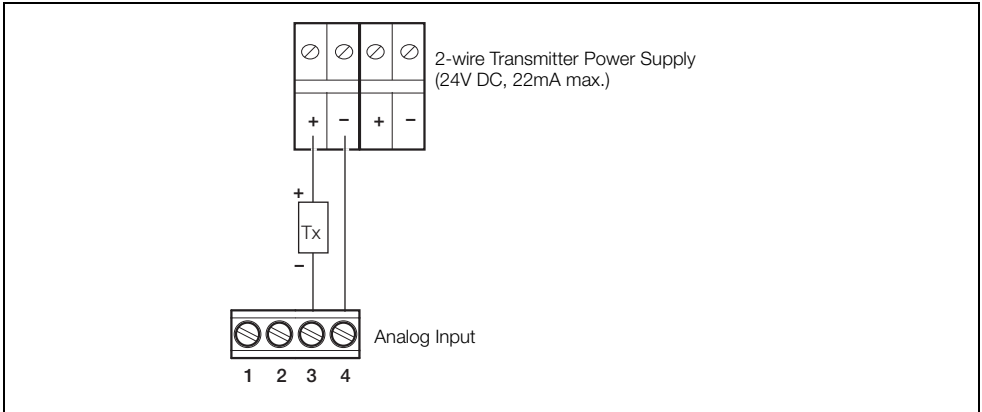 2-wire Transmitter Power Supply
(24V DC, 22mA max.)
+ – + –
+
Tx
–
Analog Input
1 2 3 4